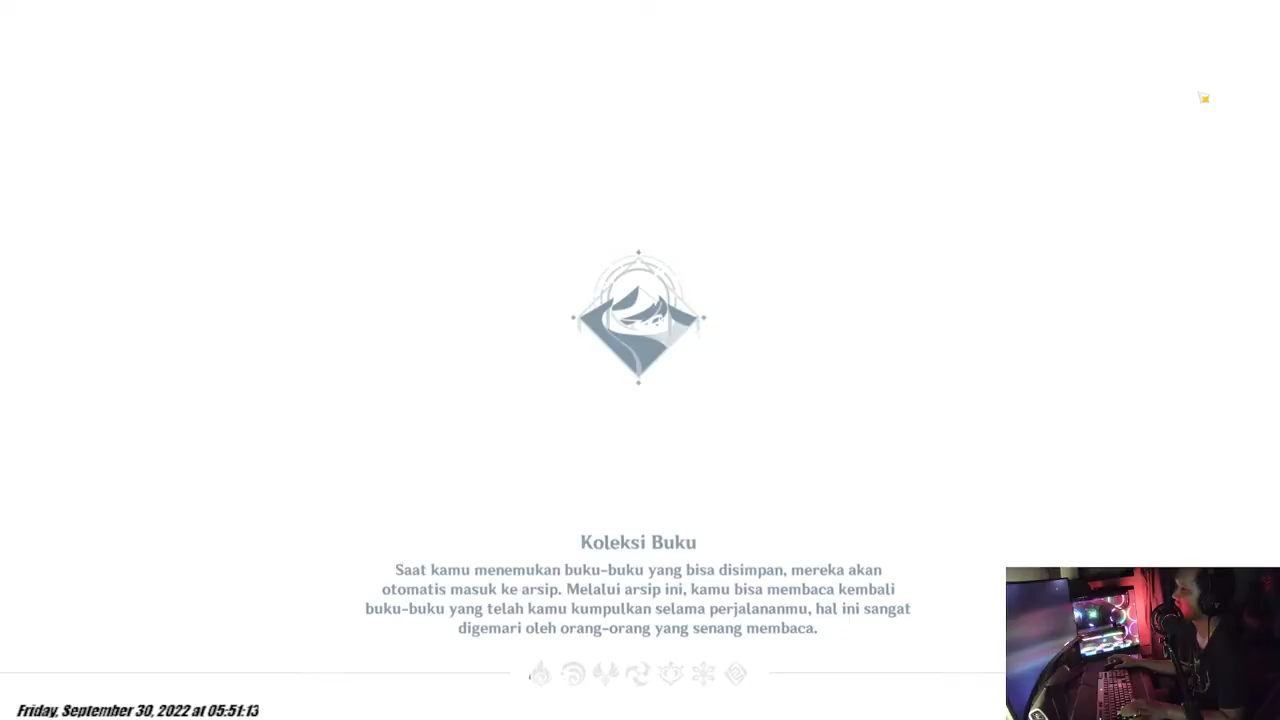 Koleksi Buku
Saat kamu menemukan buku-buku yang bisa disimpan, mereka akan
otomatis masuk ke arsip. Melalui arsip ini, kamu bisa membaca kembali
buku-buku yang telah kamu kumpulkan selama perjalananmu, hal ini sangat
digemari oleh orang-orang yang senang membaca.
Friday, September 30, 2022 at 05:51:13